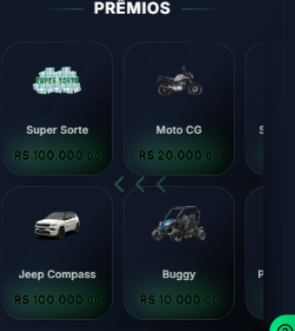 PRÊMIOS
SUPER SORTE
Super Sorte
R$ 100.000,00
Moto CG
R$ 20.000,00
S
Jeep Compass
R$ 100.000,00
Buggy
R$ 10.000,00
P